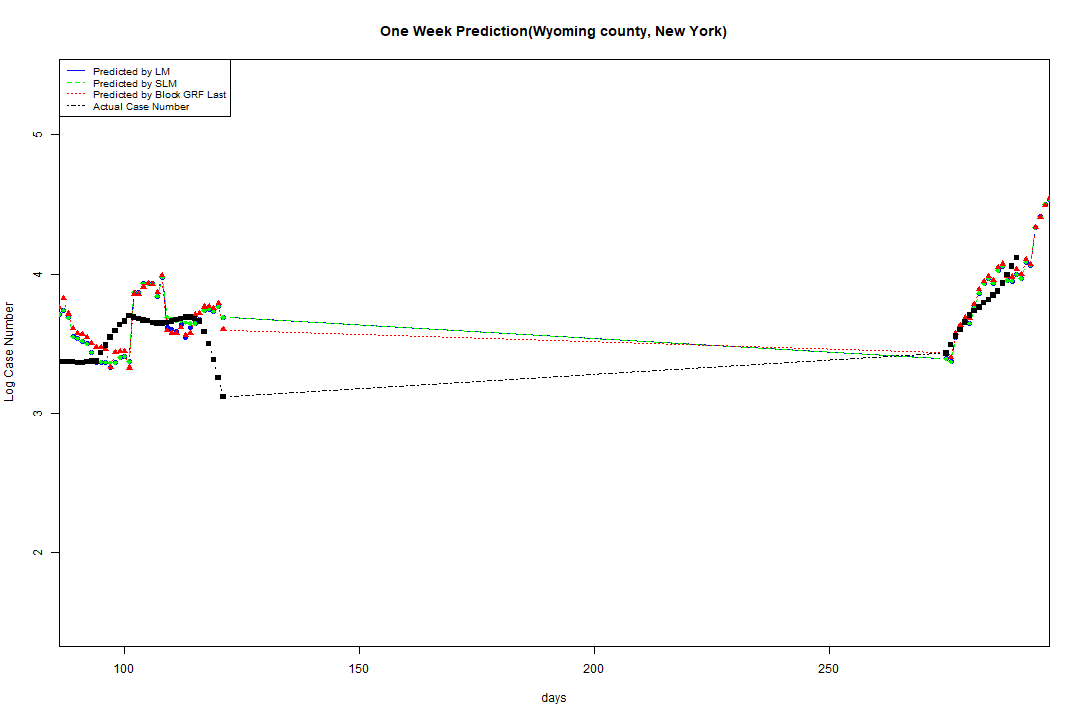 One Week Prediction(Wyoming county, New York)
Predicted by LM
Predicted by SLM
Predicted by Block GRF Last
Actual Case Number
5
4
3
2
Log Case Number
100 150 200 250
days